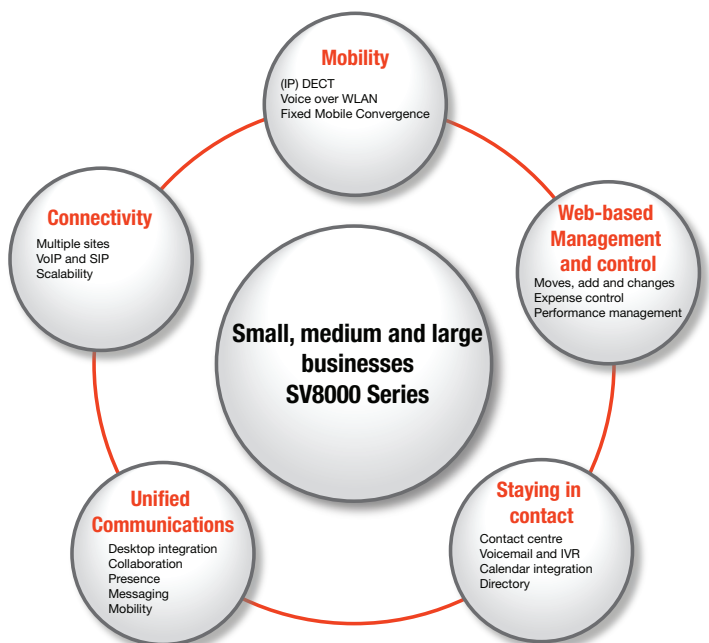 Mobility
(IP) DECT
Voice over WLAN
Fixed Mobile Convergence
Connectivity
Multiple sites
VoIP and SIP
Scalability
Web-based
Management
and control
Moves, add and changes
Expense control
Performance management
Small, medium and large
businesses
SV8000 Series
Unified
Communications
Desktop integration
Collaboration
Presence
Messaging
Mobility
Staying in
contact
Contact centre
Voicemail and IVR
Calendar integration
Directory